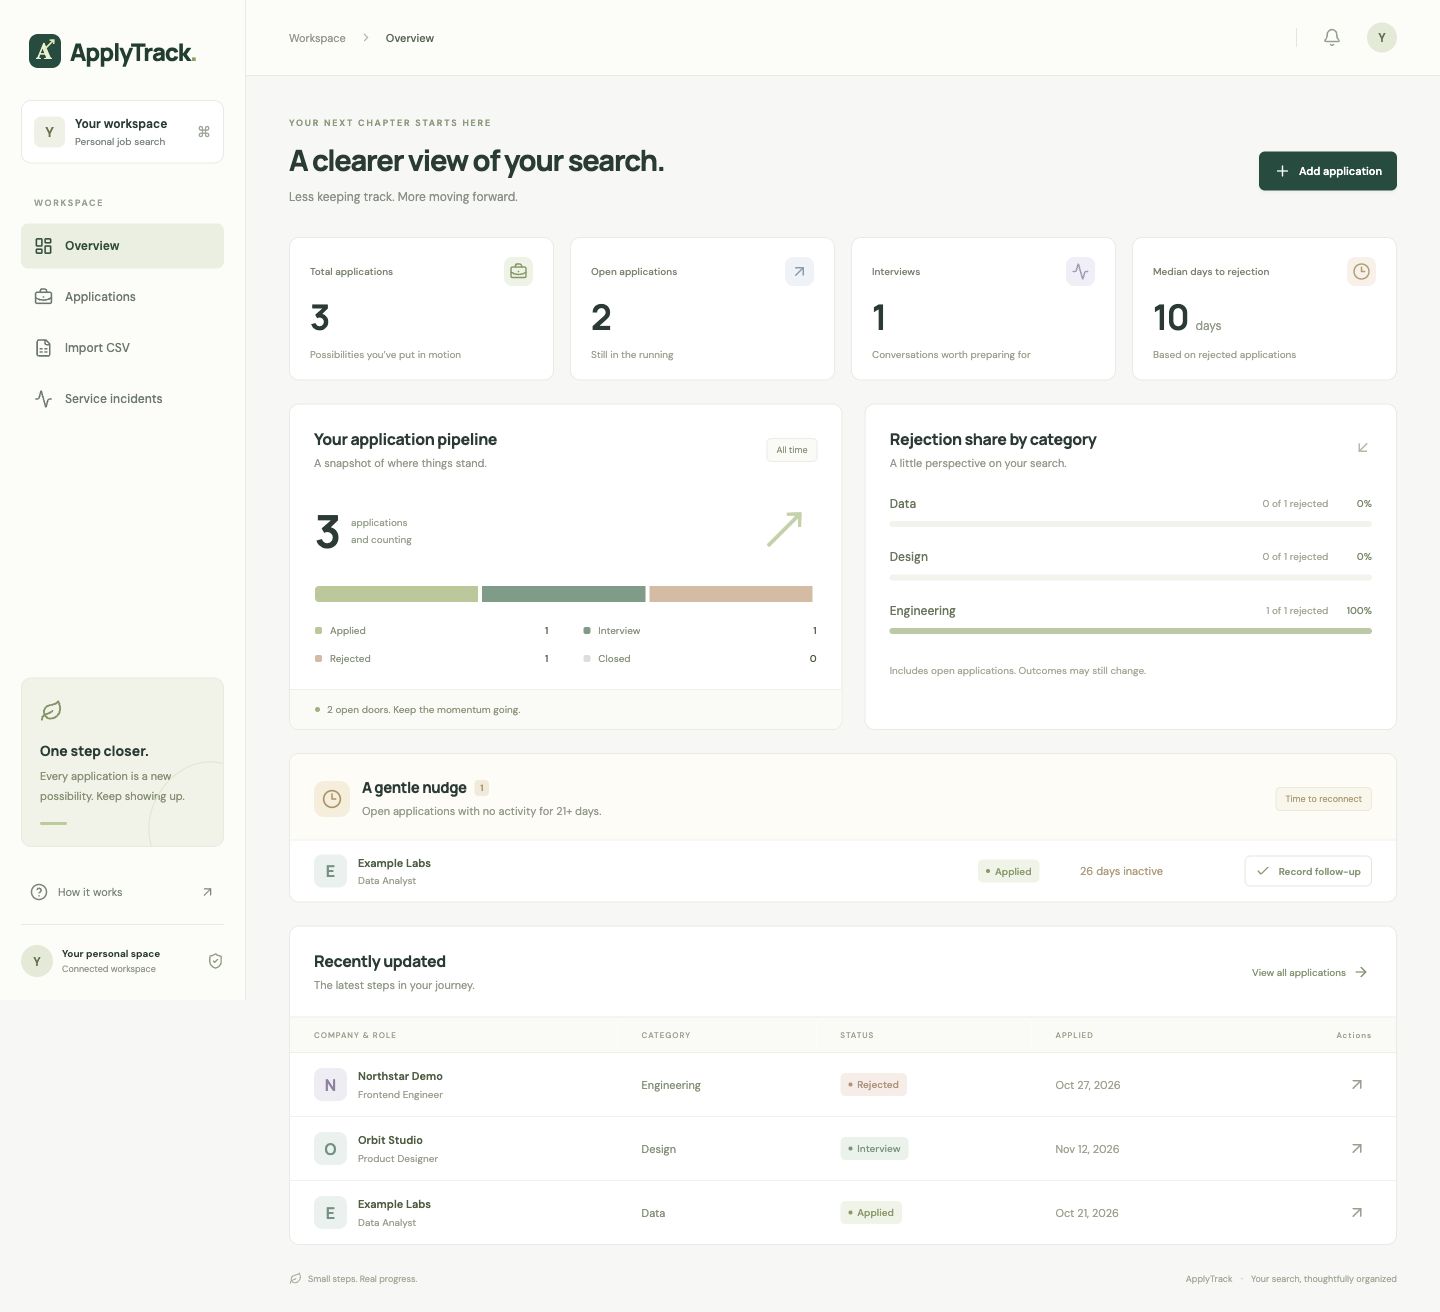 ApplyTrack.
Y
Your workspace
Personal job search
⌘
WORKSPACE
Overview
Applications
Import CSV
Service incidents
One step closer.
Every application is a new
possibility. Keep showing up.
How it works
Y
Your personal space
Connected workspace
Workspace > Overview
Y
YOUR NEXT CHAPTER STARTS HERE
A clearer view of your search.
Less keeping track. More moving forward.
Add application
Total applications
3
Possibilities you've put in motion
Open applications
2
Still in the running
Interviews
1
Conversations worth preparing for
Median days to rejection
10 days
Based on rejected applications
Your application pipeline
A snapshot of where things stand.
All time
3
applications
and counting
Applied 1
Interview 1
Rejected 1
Closed 0
2 open doors. Keep the momentum going.
Rejection share by category
A little perspective on your search.
Data 0 of 1 rejected 0%
Design 0 of 1 rejected 0%
Engineering 1 of 1 rejected 100%
Includes open applications. Outcomes may still change.
A gentle nudge 1
Open applications with no activity for 21+ days.
Time to reconnect
E
Example Labs
Data Analyst
Applied
26 days inactive
Record follow-up
Recently updated
The latest steps in your journey.
View all applications
COMPANY & ROLE CATEGORY STATUS APPLIED Actions
N
Northstar Demo
Frontend Engineer
Engineering
Rejected
Oct 27, 2026
O
Orbit Studio
Product Designer
Design
Interview
Nov 12, 2026
E
Example Labs
Data Analyst
Data
Applied
Oct 21, 2026
Small steps. Real progress.
ApplyTrack · Your search, thoughtfully organized